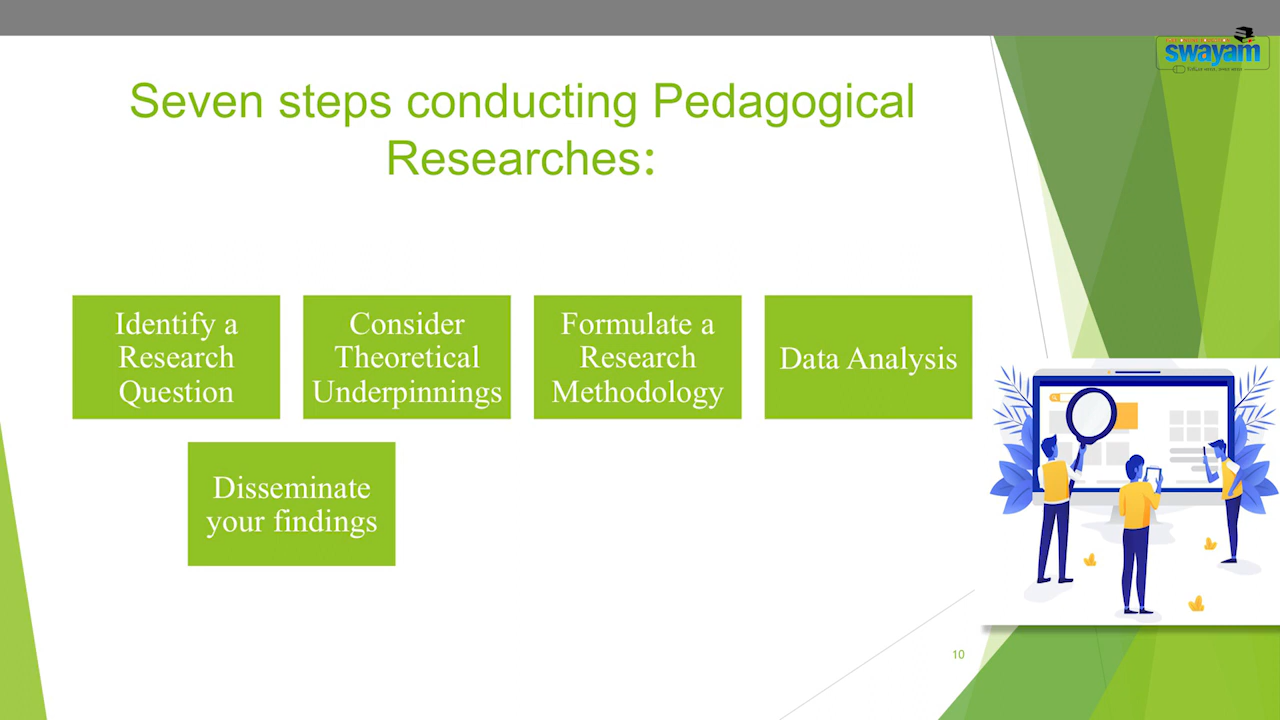 swayam
Seven steps conducting Pedagogical
Researches:
Identify a
Research
Question
Consider
Theoretical
Underpinnings
Formulate a
Research
Methodology
Data Analysis
Disseminate
your findings
10